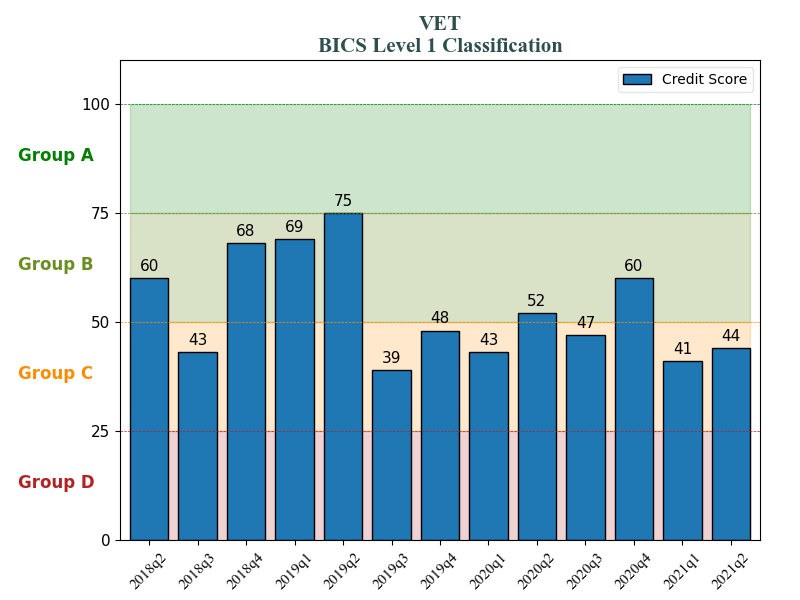 VET
BICS Level 1 Classification
Credit Score
100
Group A
75
75
69
68
Group B
60
60
52
50
48
47
44
43
43
41
39
Group C
25
Group D
0
2018q2
2018q3
2018q4
2019q1
2019q2
2019q3
2019q4
2020q1
2020q2
2020q3
2020q4
2021q1
2021q2